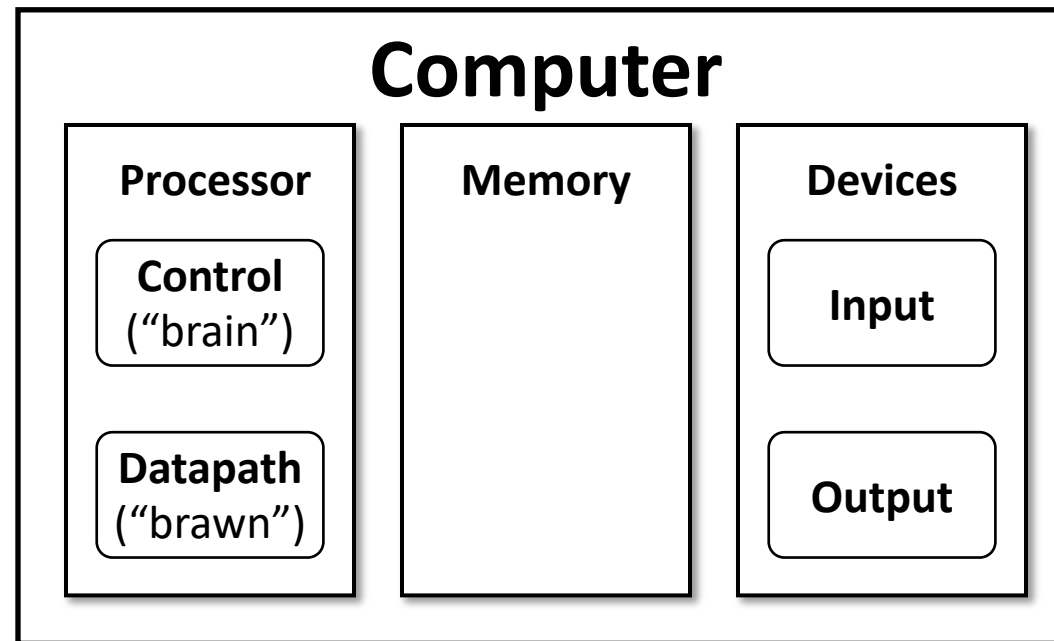 Computer
Processor
Control
(“brain”)
Datapath
(“brawn”)
Memory
Devices
Input
Output